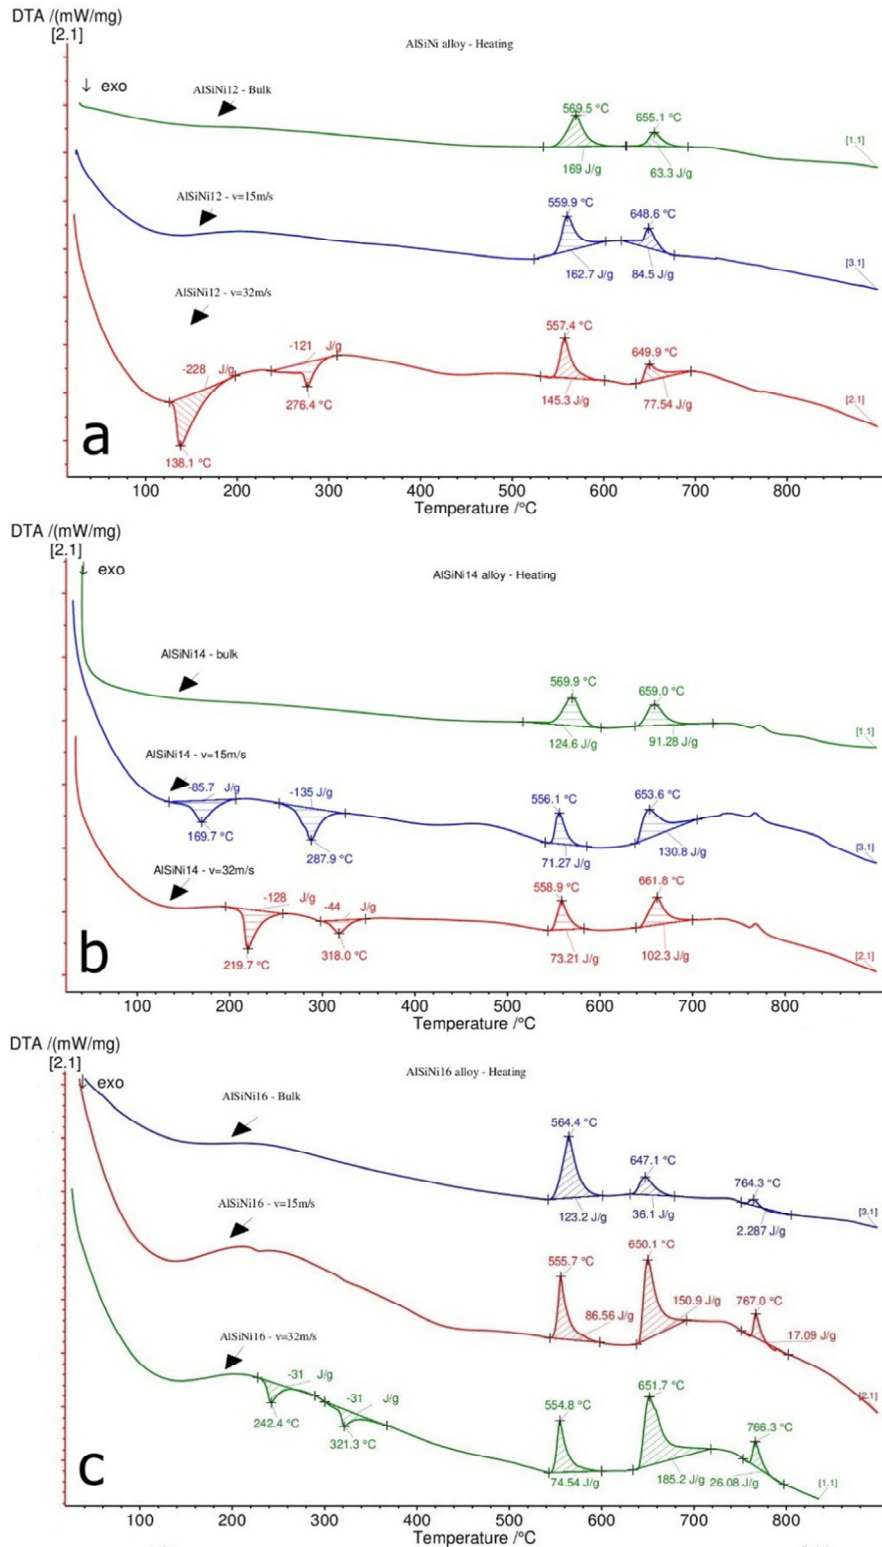 DTA /(mW/mg)
[2.1]
AlSiNi alloy - Heating
↓ exo
AlSiNi12 - Bulk
569.5 °C
655.1 °C
[1.1]
169 J/g
63.3 J/g
AlSiNi12 - v=15m/s
559.9 °C
648.6 °C
162.7 J/g
84.5 J/g
[3.1]
AlSiNi12 - v=32m/s
557.4 °C
-121 J/g
649.9 °C
-228 J/g
276.4 °C
145.3 J/g
77.54 J/g
[2.1]
a
138.1 °C
100 200 300 400 500 600 700 800
Temperature /°C
DTA /(mW/mg)
[2.1]
↓ exo
AlSiNi14 alloy - Heating
AlSiNi14 - bulk
569.9 °C
659.0 °C
124.6 J/g
91.28 J/g
[1.1]
AlSiNi14 - v=15m/s
-85.7 J/g
-135 J/g
556.1 °C
653.6 °C
169.7 °C
287.9 °C
71.27 J/g
130.8 J/g
[3.1]
AlSiNi14 - v=32m/s
558.9 °C
661.8 °C
-128 J/g
-44 J/g
219.7 °C
318.0 °C
73.21 J/g
102.3 J/g
[2.1]
b
100 200 300 400 500 600 700 800
Temperature /°C
DTA /(mW/mg)
[2.1]
AlSiNi16 alloy - Heating
↓ exo
AlSiNi16 - Bulk
564.4 °C
647.1 °C
764.3 °C
123.2 J/g
36.1 J/g
2.287 J/g
[3.1]
AlSiNi16 - v=15m/s
555.7 °C
650.1 °C
767.0 °C
86.56 J/g
150.9 J/g
17.09 J/g
[2.1]
AlSiNi16 - v=32m/s
-31 J/g
-31 J/g
554.8 °C
651.7 °C
766.3 °C
242.4 °C
321.3 °C
74.54 J/g
185.2 J/g
26.08 J/g
[1.1]
c
100 200 300 400 500 600 700 800
Temperature /°C